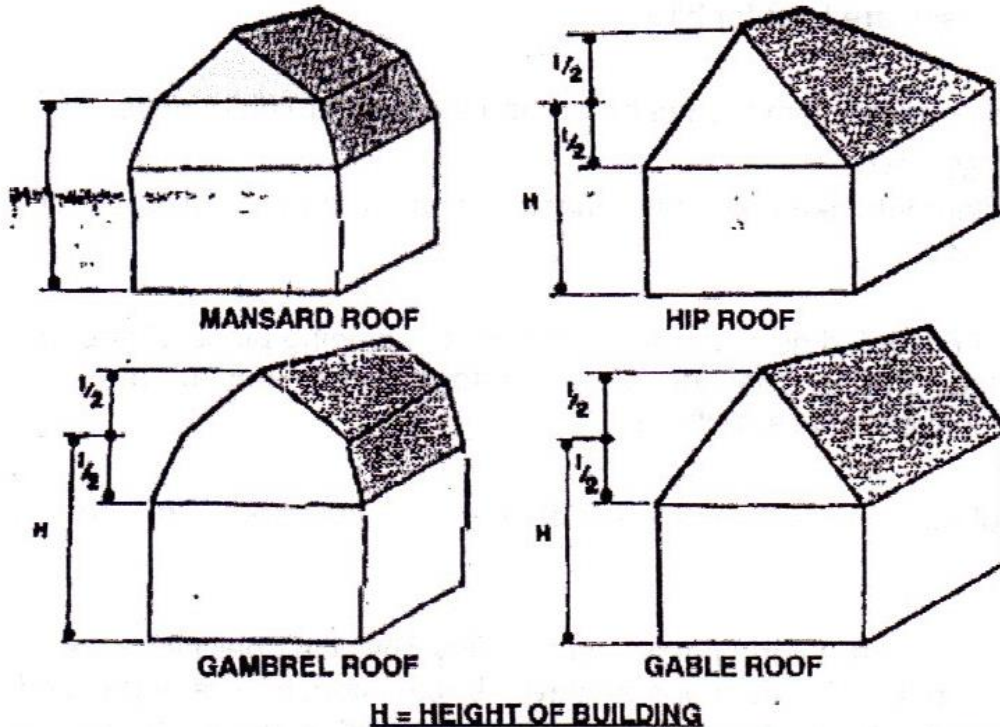 1/2
1/2
H
MANSARD ROOF
HIP ROOF
1/2
1/2
H
1/2
1/2
H
GAMBREL ROOF
GABLE ROOF
H = HEIGHT OF BUILDING